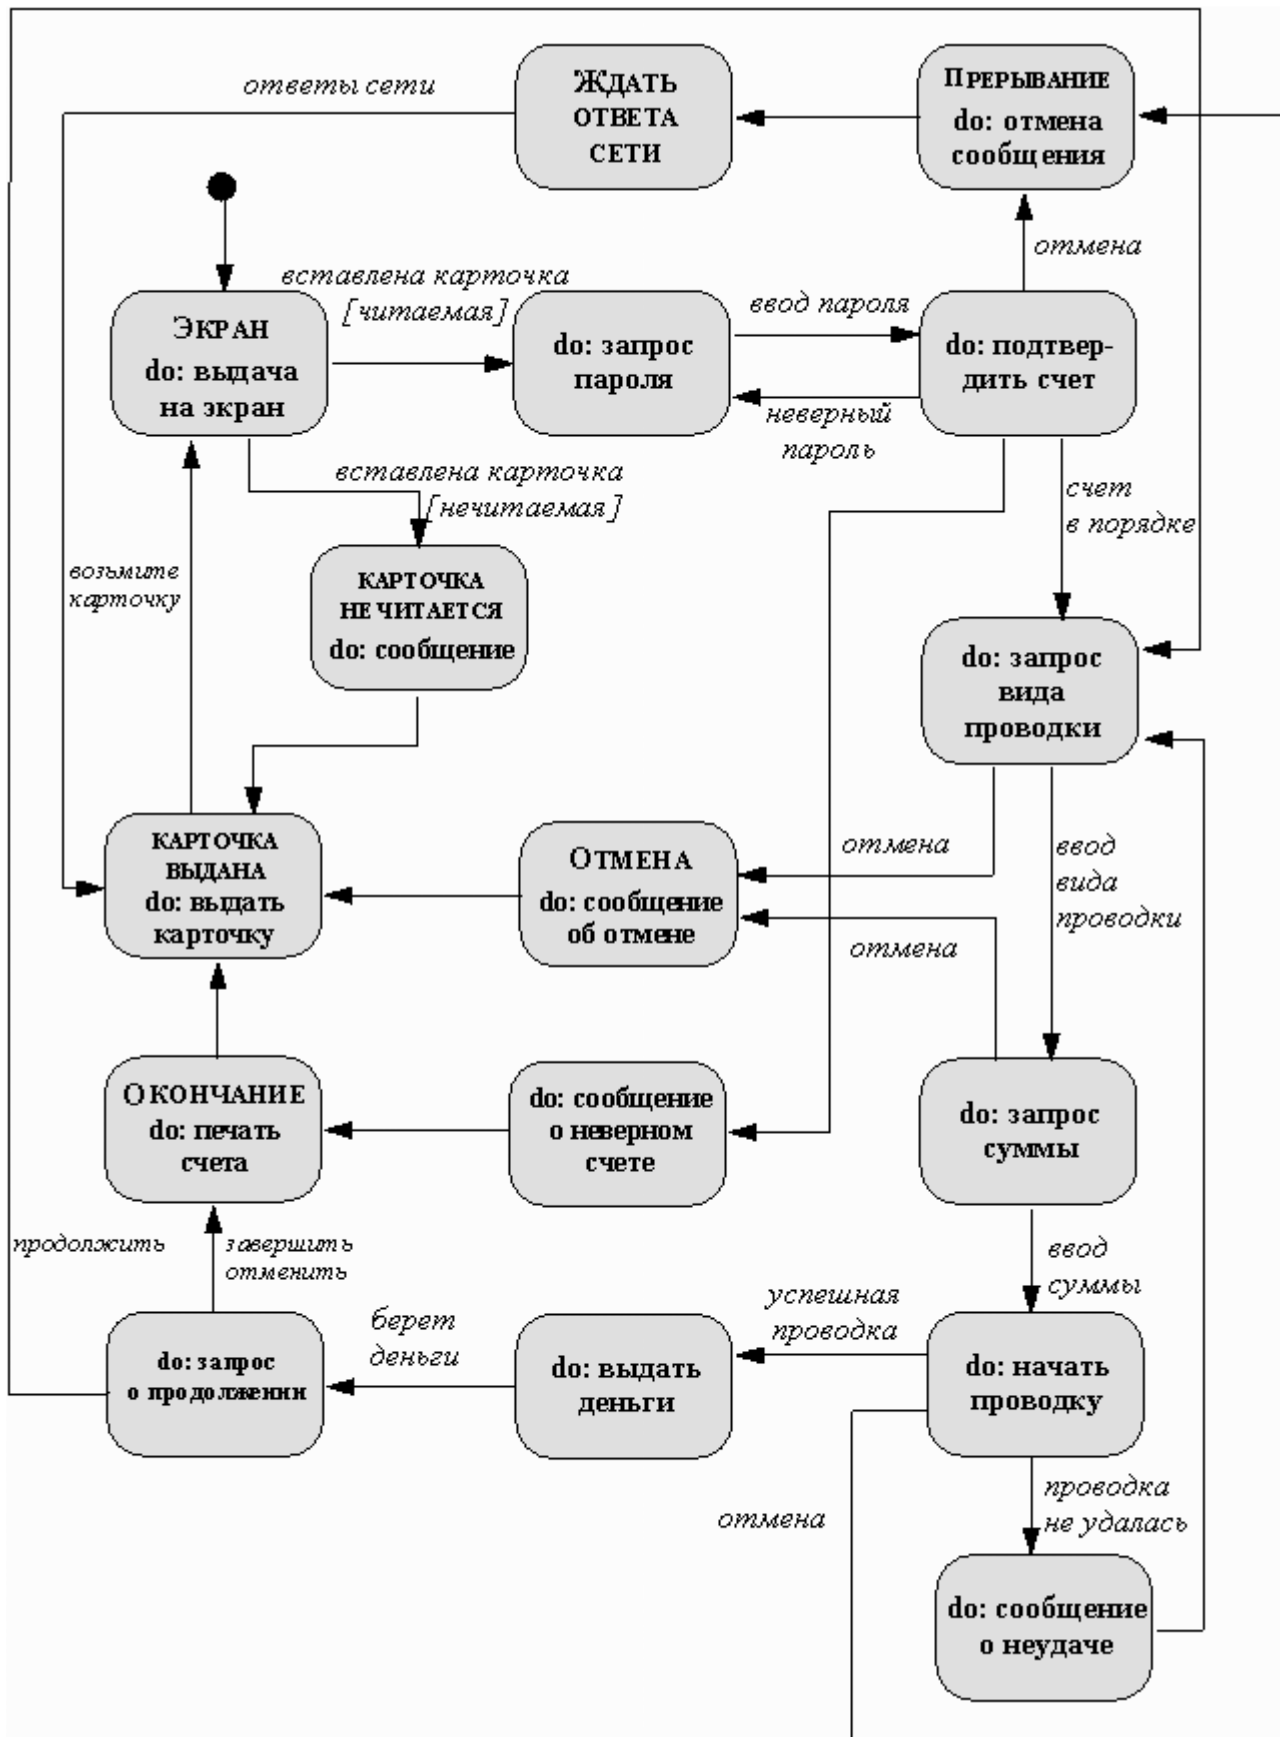 ответы сети
ЖДАТЬ
ОТВЕТА
СЕТИ
ПРЕРЫВАНИЕ
do: отмена
сообщения
отмена
вставлена карточка
[читаемая]
ввод пароля
ЭКРАН
do: выдача
на экран
do: запрос
пароля
do: подтвер-
дить счет
неверный
пароль
вставлена карточка
[нечитаемая]
счет
в порядке
возьмите
карточку
КАРТОЧКА
НЕ ЧИТАЕТСЯ
do: сообщение
do: запрос
вида
проводки
КАРТОЧКА
ВЫДАНА
do: выдать
карточку
ОТМЕНА
do: сообщение
об отмене
отмена
ввод
вида
проводки
отмена
ОКОНЧАНИЕ
do: печать
счета
do: сообщение
о неверном
счете
do: запрос
суммы
продолжить
завершить
отменить
ввод
суммы
берет
деньги
успешная
проводка
do: запрос
о продолжении
do: выдать
деньги
do: начать
проводку
отмена
проводка
не удалась
do: сообщение
о неудаче